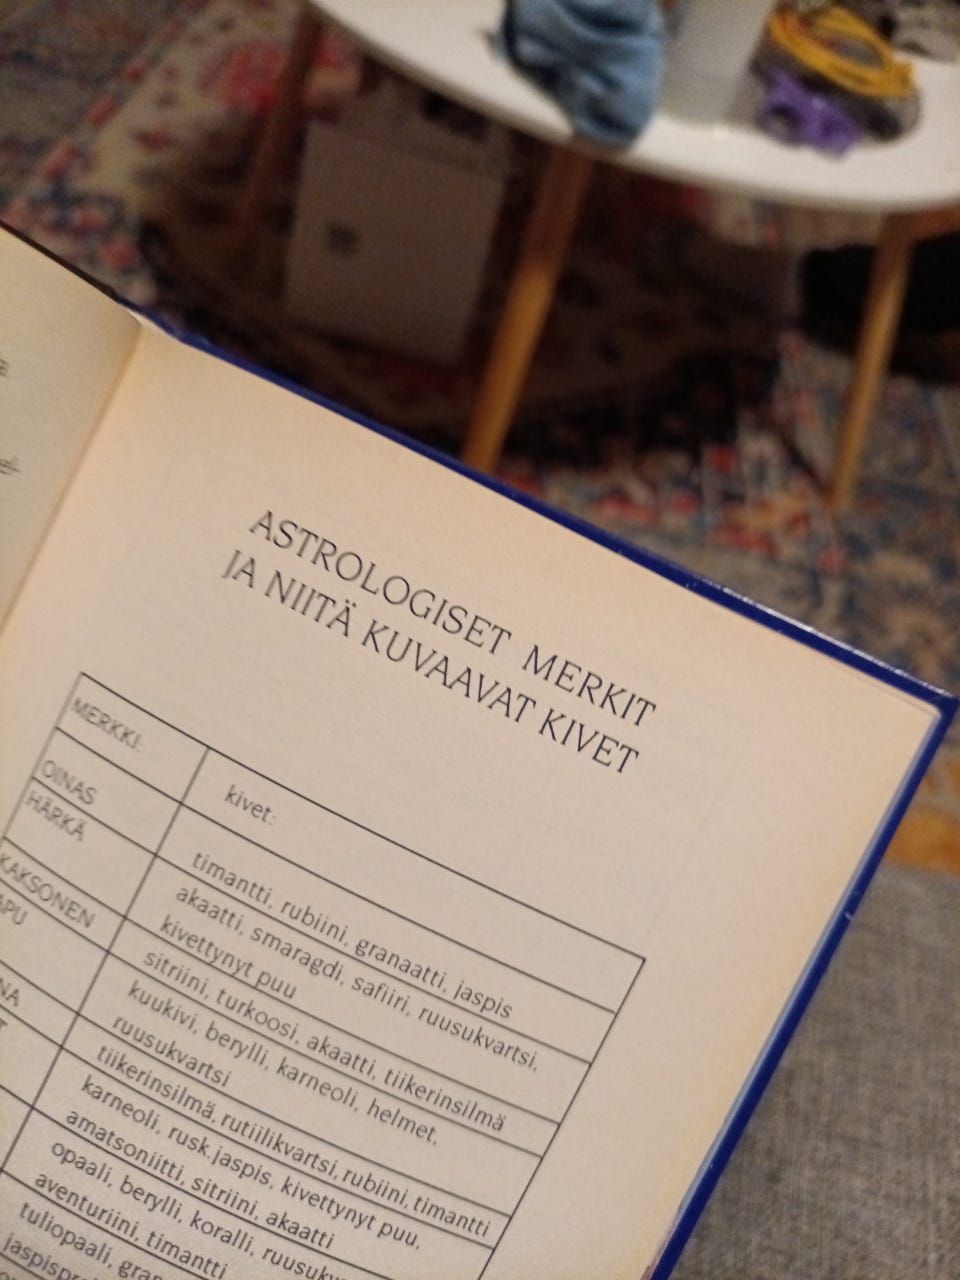 ASTROLOGISET MERKIT
JA NIITÄ KUVAAVAT KIVET
MERKKI: kivet:
OINAS timantti, rubiini, granaatti, jaspis
HÄRKÄ akaatti, smaragdi, safiiri, ruusukvartsi,
kivettynyt puu
KAKSONEN sitriini, turkoosi, akaatti, tiikerinsilmä
kuukivi, berylli, karneoli, helmet,
ruusukvartsi
tiikerinsilmä, rutiilikvartsi, rubiini, timantti
karneoli, rusk.jaspis, kivettynyt puu,
amatsoniitti, sitriini, akaatti
opaali, berylli, koralli,
aventuriini, timantti
tuliopaali,